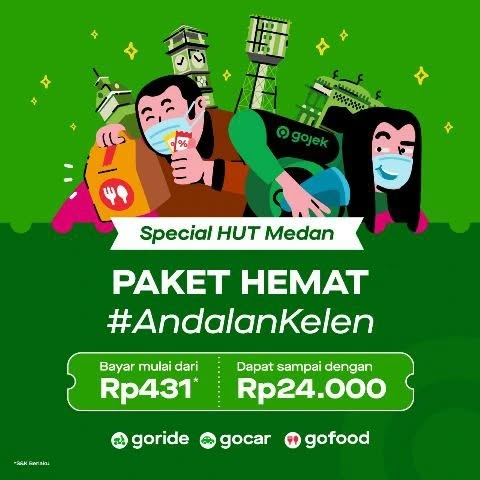 %
gojek
Special HUT Medan
PAKET HEMAT
#AndalanKelen
Bayar mulai dari
Rp431*
Dapat sampai dengan
Rp24.000
goride gocar gofood
*S&K Berlaku